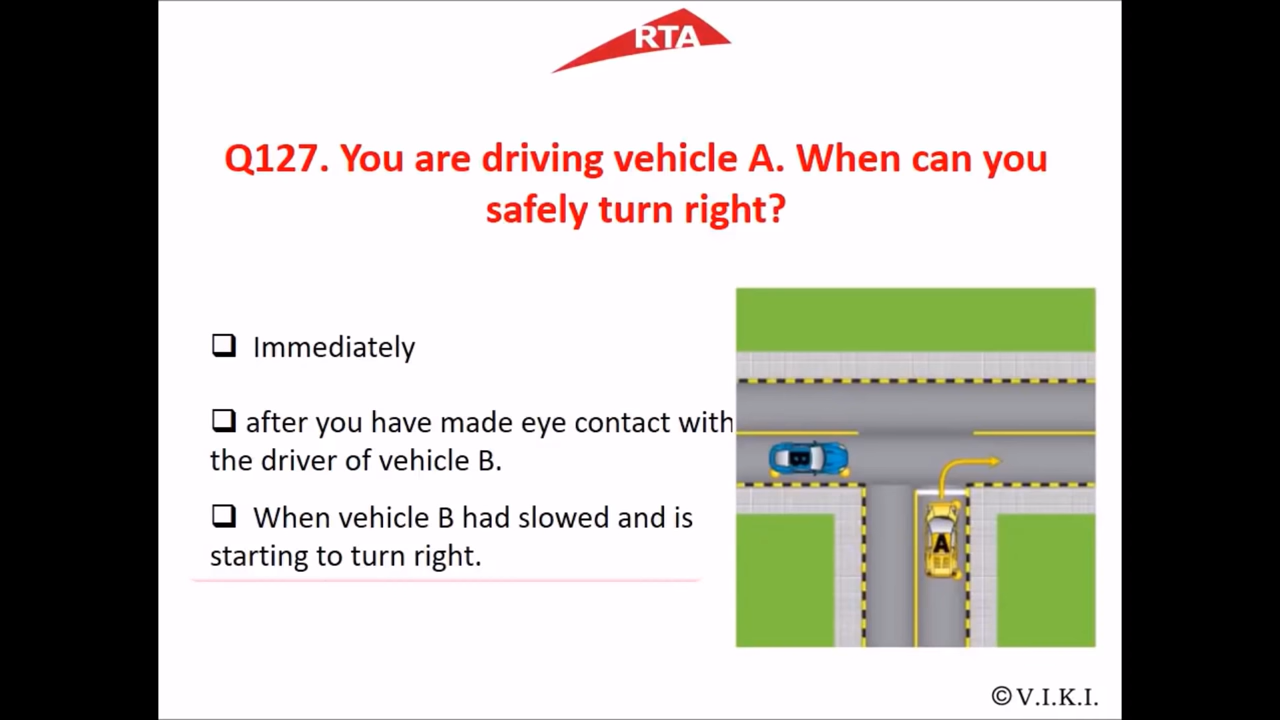 RTA
Q127. You are driving vehicle A. When can you
safely turn right?
Immediately
after you have made eye contact with
the driver of vehicle B.
When vehicle B had slowed and is
starting to turn right.
B
A
©V.I.K.I.